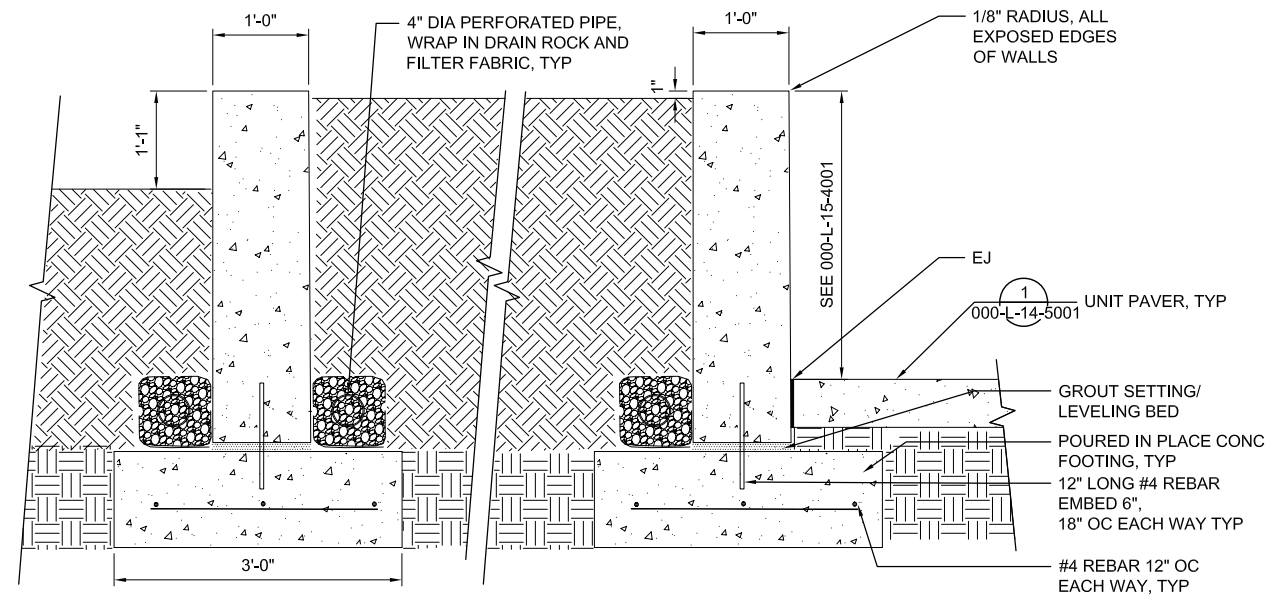 1'-0"
4" DIA PERFORATED PIPE,
WRAP IN DRAIN ROCK AND
FILTER FABRIC, TYP
1'-0"
1/8" RADIUS, ALL
EXPOSED EDGES
OF WALLS
1"
1'-1"
SEE 000-L-15-4001
EJ
1
000-L-14-5001
UNIT PAVER, TYP
GROUT SETTING/
LEVELING BED
POURED IN PLACE CONC
FOOTING, TYP
12" LONG #4 REBAR
EMBED 6",
18" OC EACH WAY TYP
3'-0"
#4 REBAR 12" OC
EACH WAY, TYP